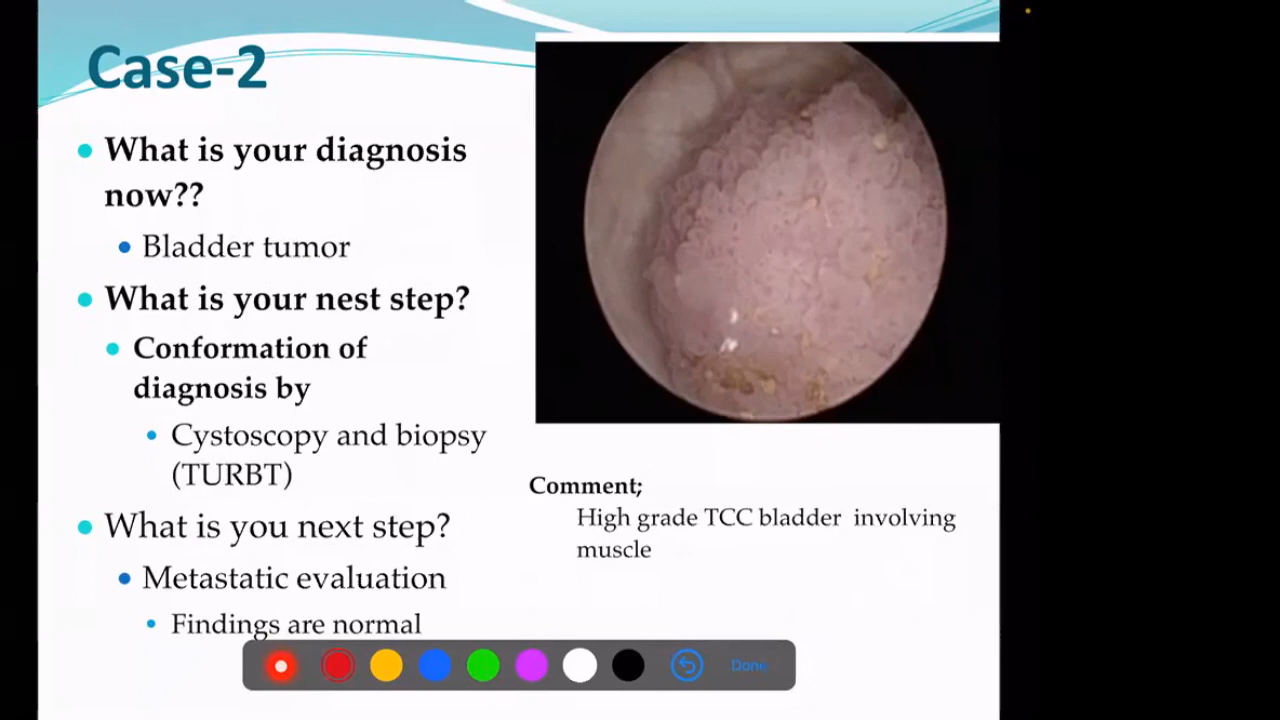 Case-2
What is your diagnosis
now??
Bladder tumor
What is your nest step?
Conformation of
diagnosis by
Cystoscopy and biopsy
(TURBT)
What is you next step?
Metastatic evaluation
Findings are normal
Comment;
High grade TCC bladder involving
muscle
Done